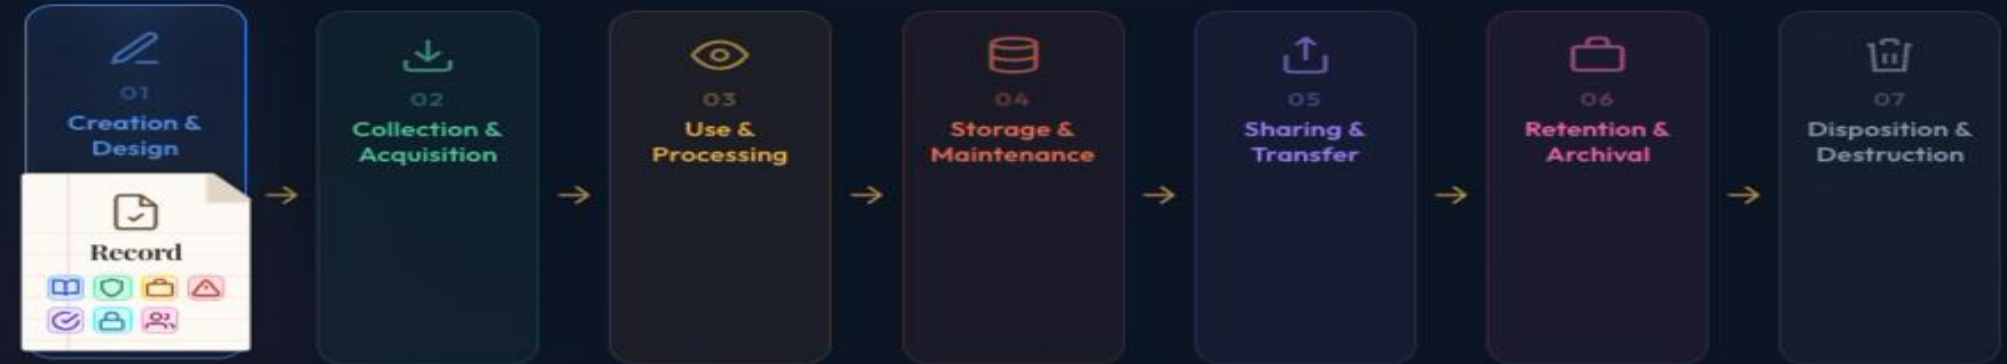 01
Creation &
Design
Record
02
Collection &
Acquisition
03
Use &
Processing
04
Storage &
Maintenance
05
Sharing &
Transfer
06
Retention &
Archival
07
Disposition &
Destruction